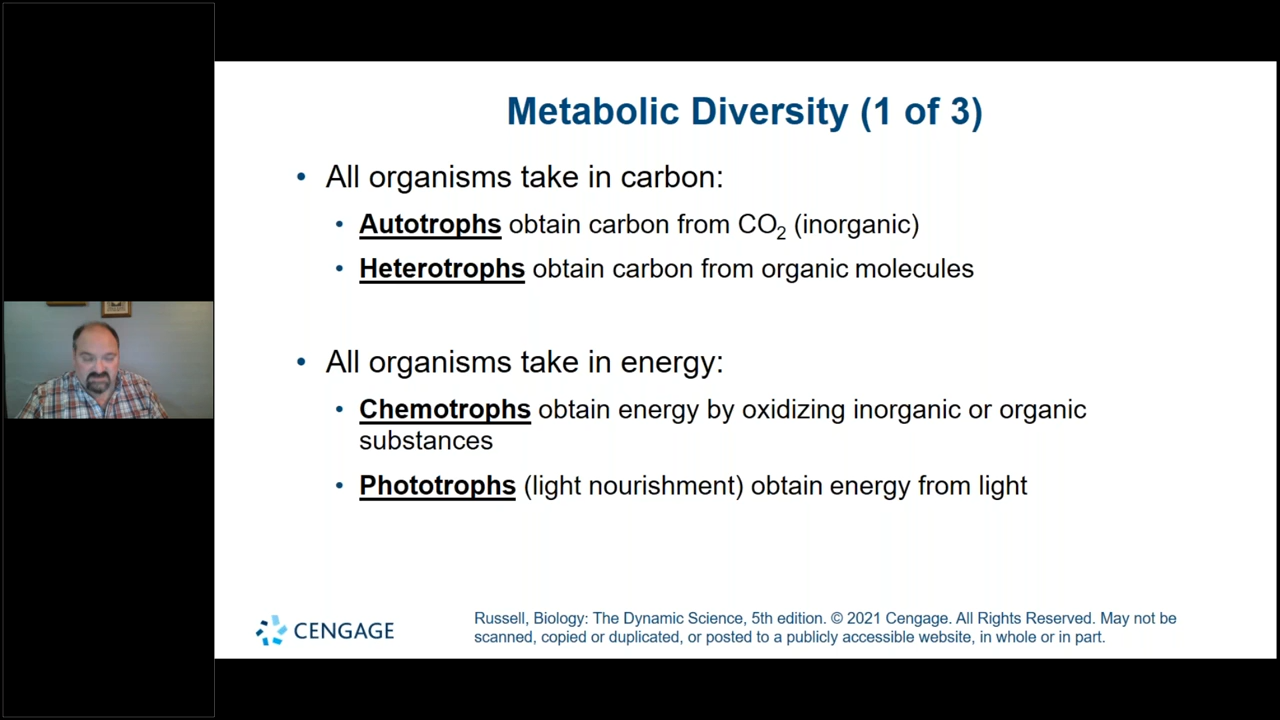 Metabolic Diversity (1 of 3)
• All organisms take in carbon:
• Autotrophs obtain carbon from CO₂ (inorganic)
• Heterotrophs obtain carbon from organic molecules
• All organisms take in energy:
• Chemotrophs obtain energy by oxidizing inorganic or organic
substances
• Phototrophs (light nourishment) obtain energy from light
CENGAGE
Russell, Biology: The Dynamic Science, 5th edition. © 2021 Cengage. All Rights Reserved. May not be
scanned, copied or duplicated, or posted to a publicly accessible website, in whole or in part.